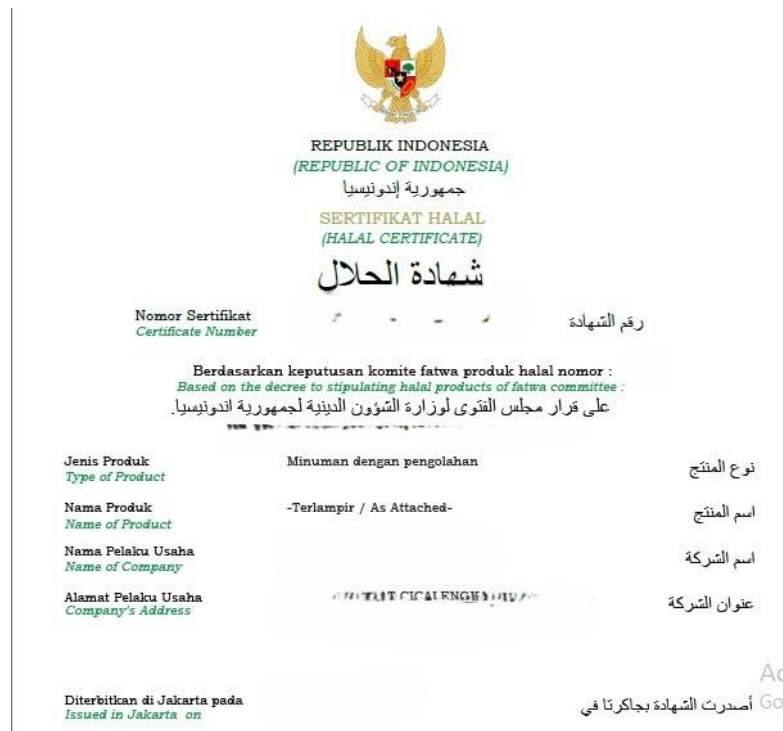 REPUBLIK INDONESIA
(REPUBLIC OF INDONESIA)
جمهورية إندونيسيا
SERTIFIKAT HALAL
(HALAL CERTIFICATE)
شهادة الحلال
Nomor Sertifikat رقم الشهادة
Certificate Number
Berdasarkan keputusan komite fatwa produk halal nomor :
Based on the decree to stipulating halal products of fatwa committee :
على قرار مجلس الفتوى لوزارة الشؤون الدينية لجمهورية اندونيسيا.
Jenis Produk Minuman dengan pengolahan نوع المنتج
Type of Product
Nama Produk -Terlampir / As Attached- اسم المنتج
Name of Product
Nama Pelaku Usaha اسم الشركة
Name of Company
Alamat Pelaku Usaha CICALENGKA عنوان الشركة
Company's Address
Diterbitkan di Jakarta pada أصدرت الشهادة بجاكرتا في
Issued in Jakarta on